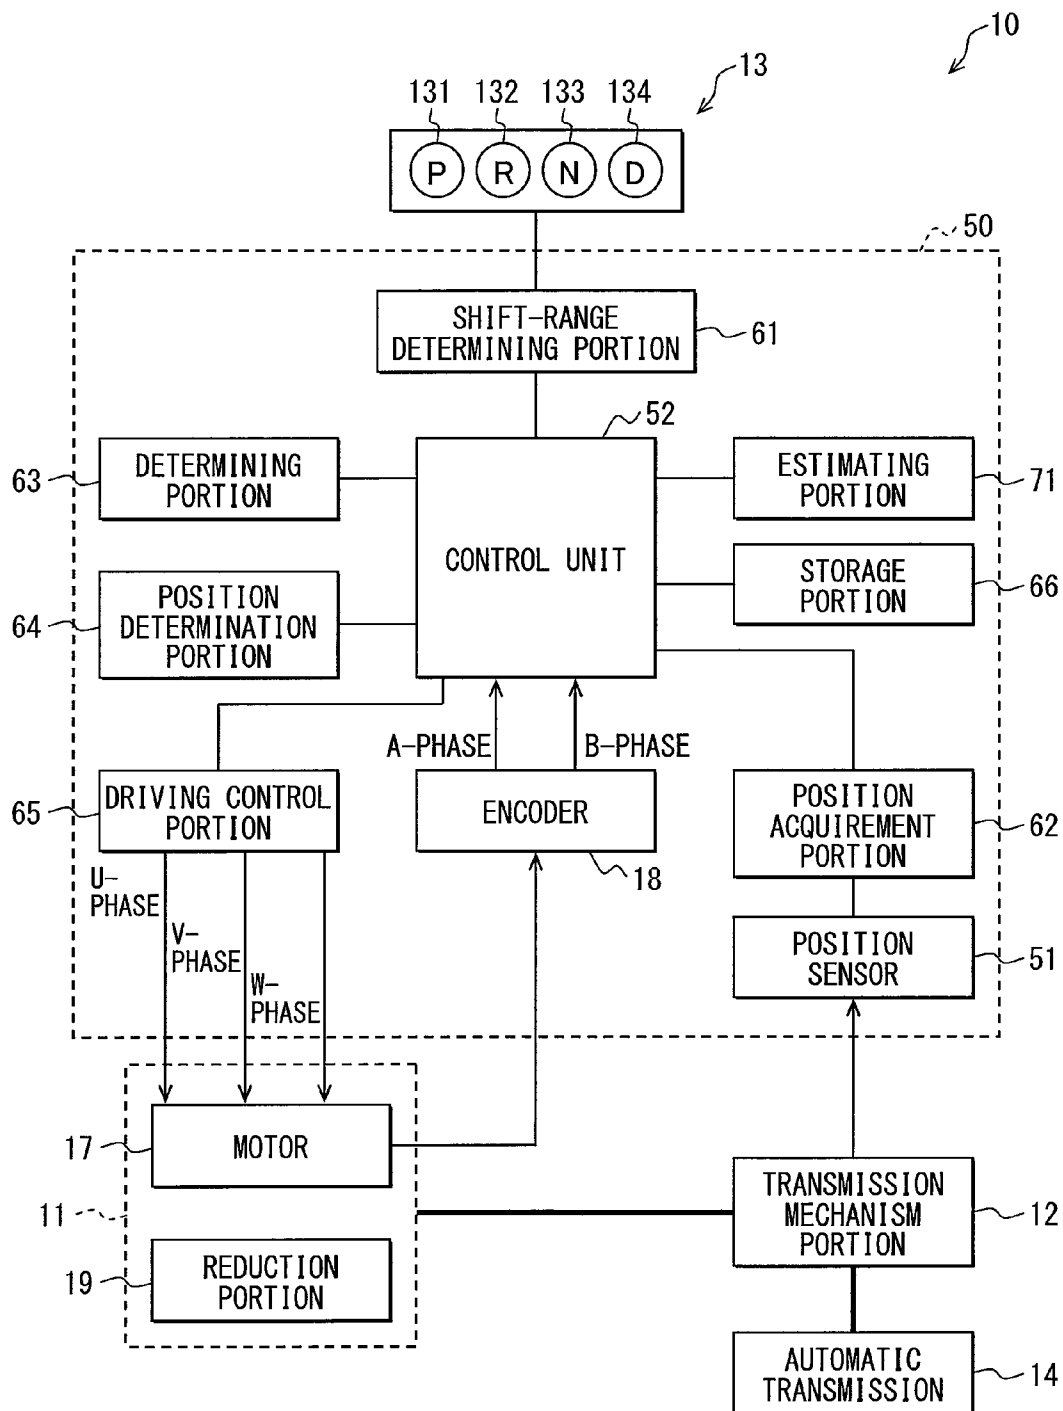 10
13
131 132 133 134
P R N D
50
SHIFT-RANGE
DETERMINING PORTION
61
52
DETERMINING
PORTION
63
ESTIMATING
PORTION
71
CONTROL UNIT
STORAGE
PORTION
66
POSITION
DETERMINATION
PORTION
64
A-PHASE
B-PHASE
DRIVING CONTROL
PORTION
65
ENCODER
18
POSITION
ACQUIREMENT
PORTION
62
U-
PHASE
V-
PHASE
W-
PHASE
POSITION
SENSOR
51
MOTOR
17
11
REDUCTION
PORTION
19
TRANSMISSION
MECHANISM
PORTION
12
AUTOMATIC
TRANSMISSION
14